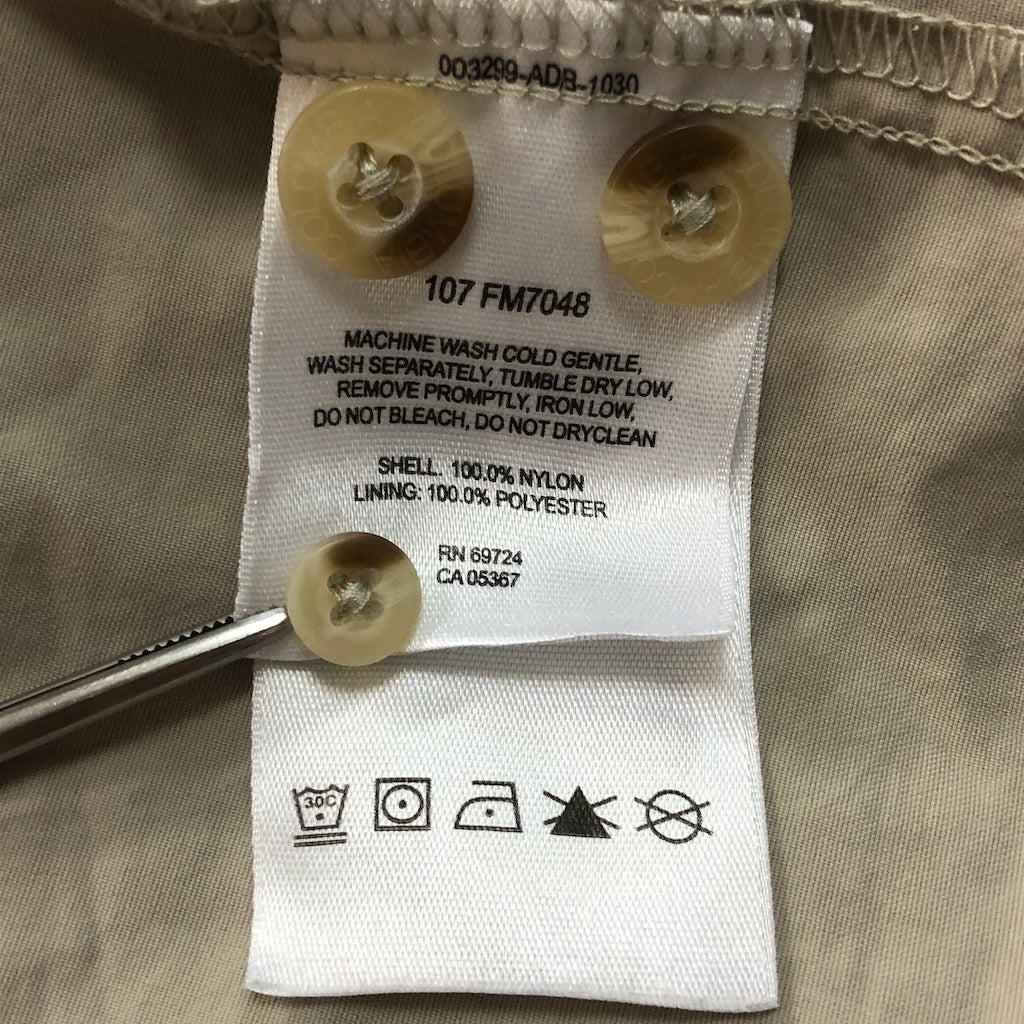 003299-ADB-1030
107 FM7048
MACHINE WASH COLD GENTLE,
WASH SEPARATELY, TUMBLE DRY LOW,
REMOVE PROMPTLY, IRON LOW,
DO NOT BLEACH, DO NOT DRYCLEAN
SHELL. 100.0% NYLON
LINING: 100.0% POLYESTER
RN 69724
CA 05367
30C